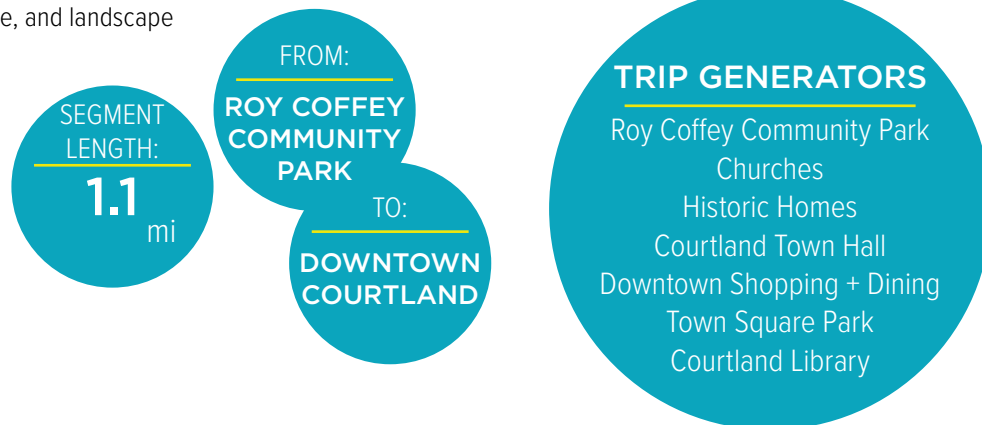 e, and landscape
SEGMENT
LENGTH:
1.1
mi
FROM:
ROY COFFEY
COMMUNITY
PARK
TO:
DOWNTOWN
COURTLAND
TRIP GENERATORS
Roy Coffey Community Park
Churches
Historic Homes
Courtland Town Hall
Downtown Shopping + Dining
Town Square Park
Courtland Library